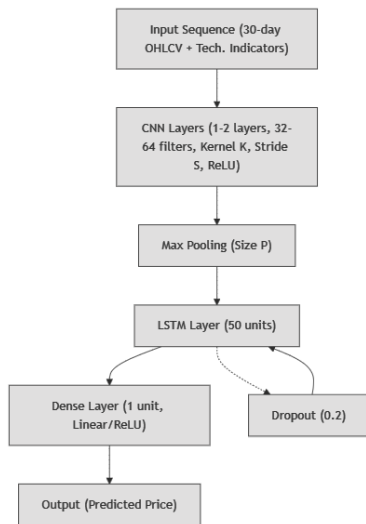 Input Sequence (30-day
OHLCV + Tech. Indicators)
CNN Layers (1-2 layers, 32-
64 filters, Kernel K, Stride
S, ReLU)
Max Pooling (Size P)
LSTM Layer (50 units)
Dense Layer (1 unit,
Linear/ReLU)
Dropout (0.2)
Output (Predicted Price)